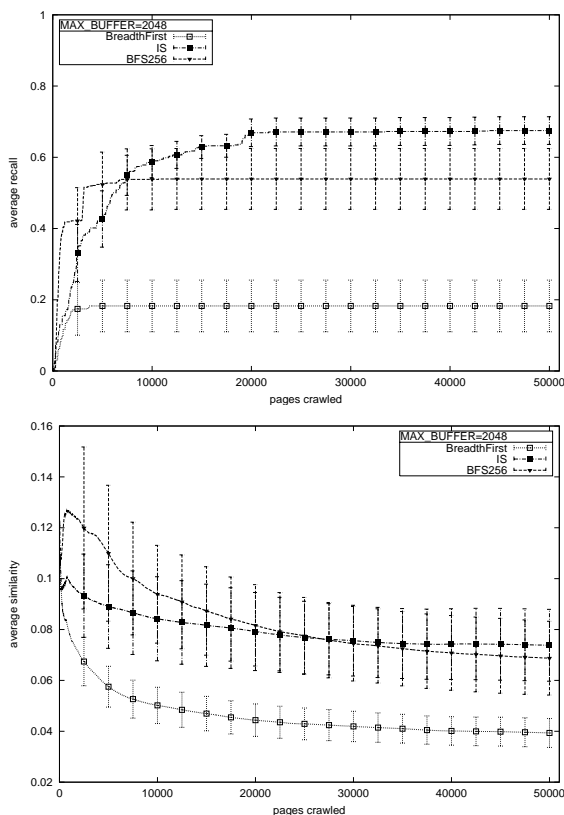 MAX_BUFFER=2048
BreadthFirst
IS
BFS256
1
0.8
0.6
0.4
0.2
0
average recall
0 10000 20000 30000 40000 50000
pages crawled
MAX_BUFFER=2048
BreadthFirst
IS
BFS256
0.16
0.14
0.12
0.1
0.08
0.06
0.04
0.02
average similarity
0 10000 20000 30000 40000 50000
pages crawled